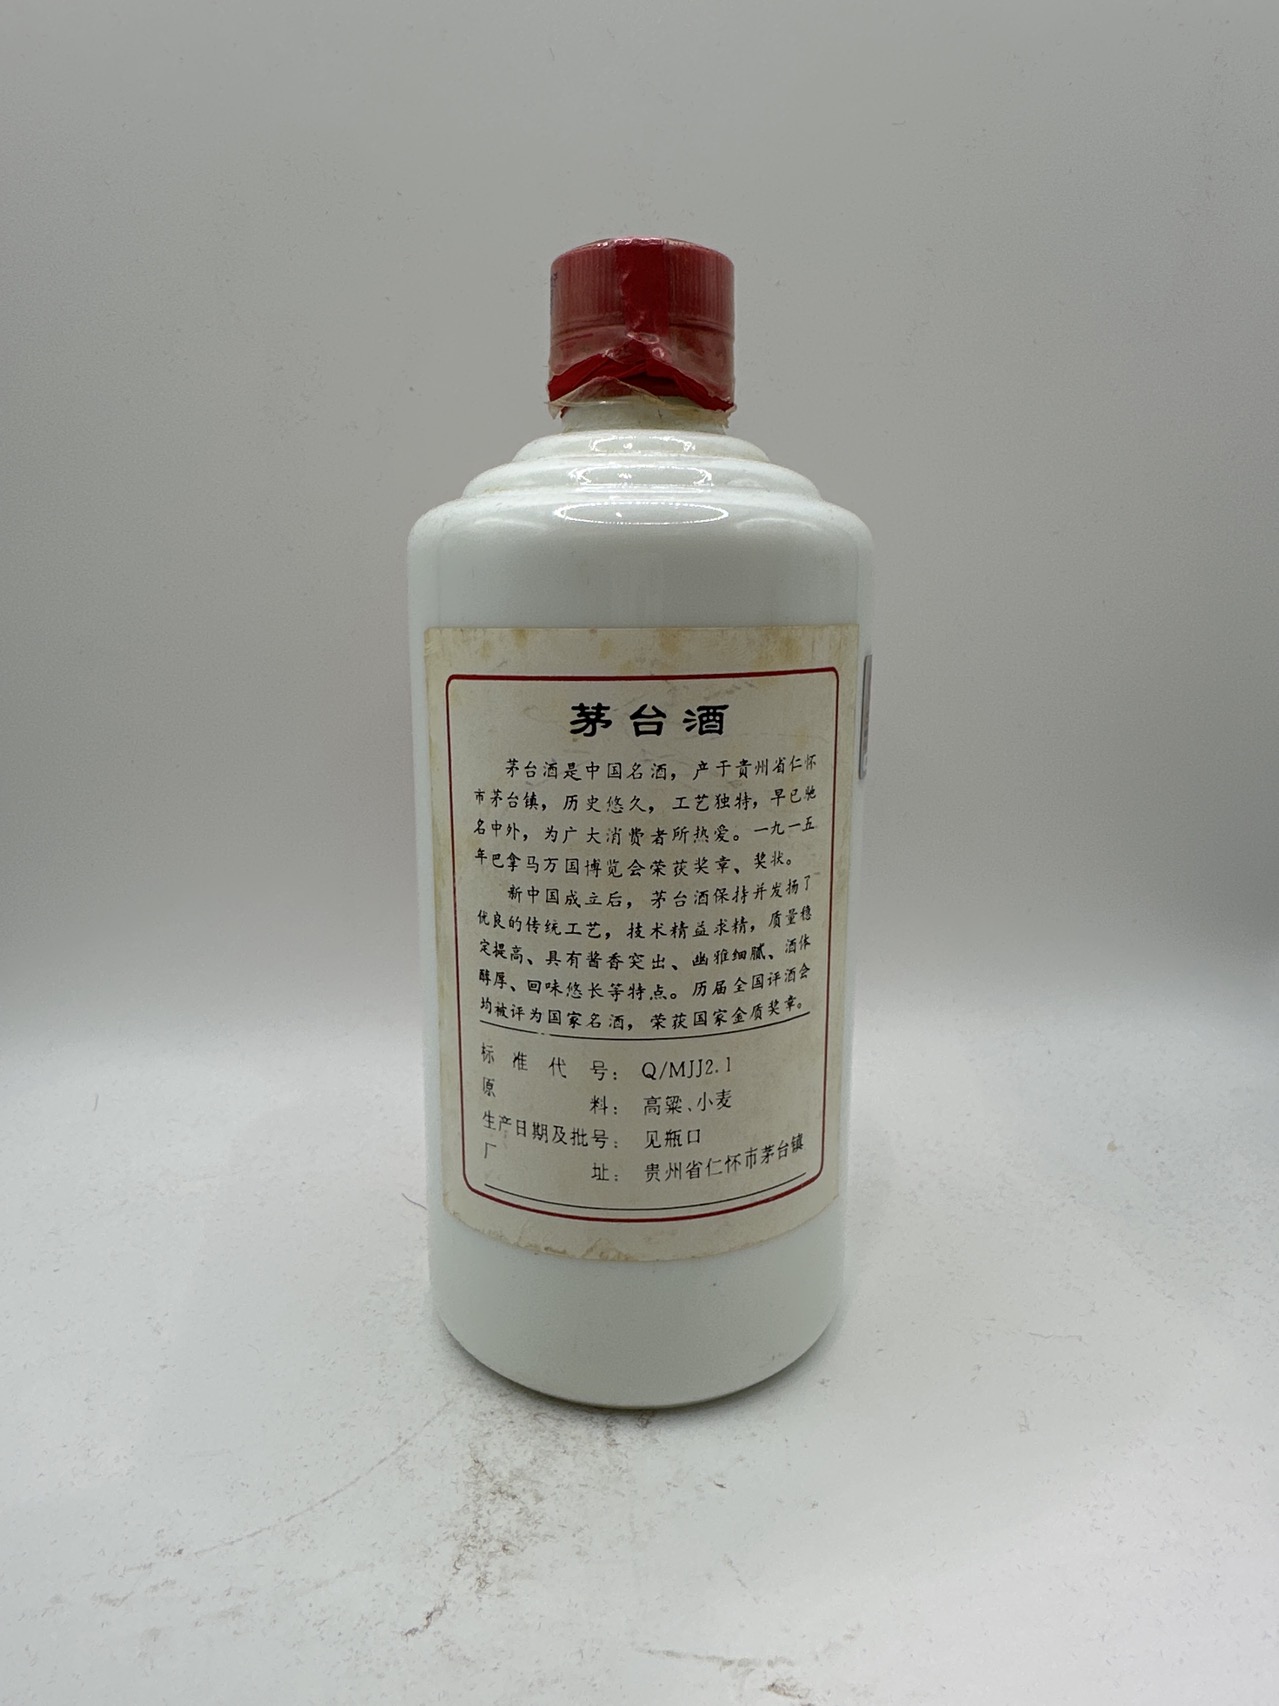 茅台酒
茅台酒是中国名酒，产于贵州省仁怀
市茅台镇，历史悠久，工艺独特，早已驰
名中外，为广大消费者所热爱。一九一五
年巴拿马万国博览会荣获奖章、奖状。
新中国成立后，茅台酒保持并发扬了
优良的传统工艺，技术精益求精，质量稳
定提高、具有酱香突出、幽雅细腻、酒体
醇厚、回味悠长等特点。历届全国评酒会
均被评为国家名酒，荣获国家金质奖章。
标准代号：Q/MJJ2.1
原料：高粱、小麦
生产日期及批号：见瓶口
厂址：贵州省仁怀市茅台镇